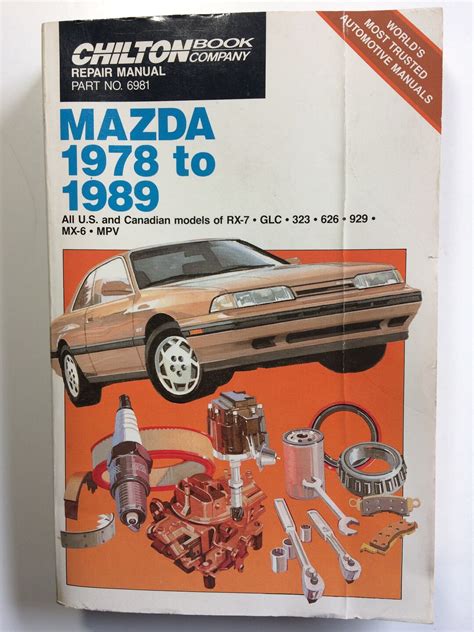 CHILTON BOOK COMPANY
REPAIR MANUAL
PART NO. 6981
WORLD'S
MOST TRUSTED
AUTOMOTIVE MANUALS
MAZDA
1978 to
1989
All U.S. and Canadian models of RX-7 • GLC • 323 • 626 • 929 •
MX-6 • MPV